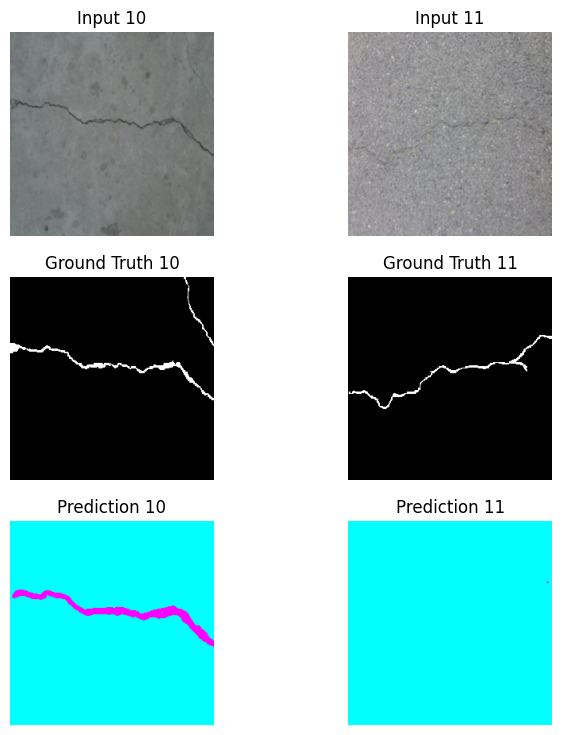 Input 10
Input 11
Ground Truth 10
Ground Truth 11
Prediction 10
Prediction 11